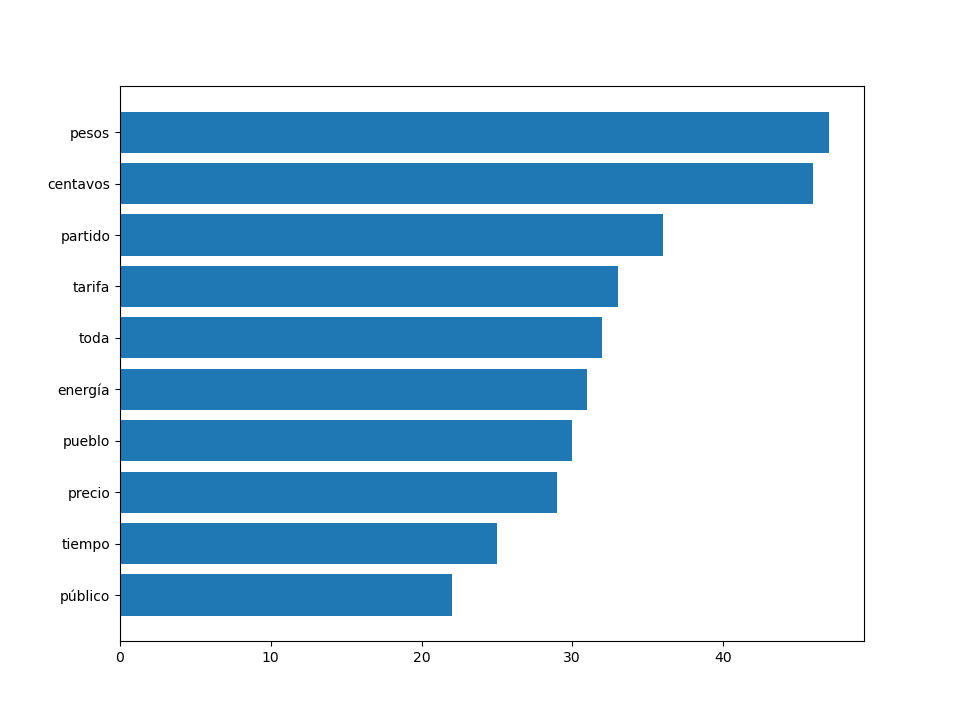 pesos
centavos
partido
tarifa
toda
energía
pueblo
precio
tiempo
público
0 10 20 30 40